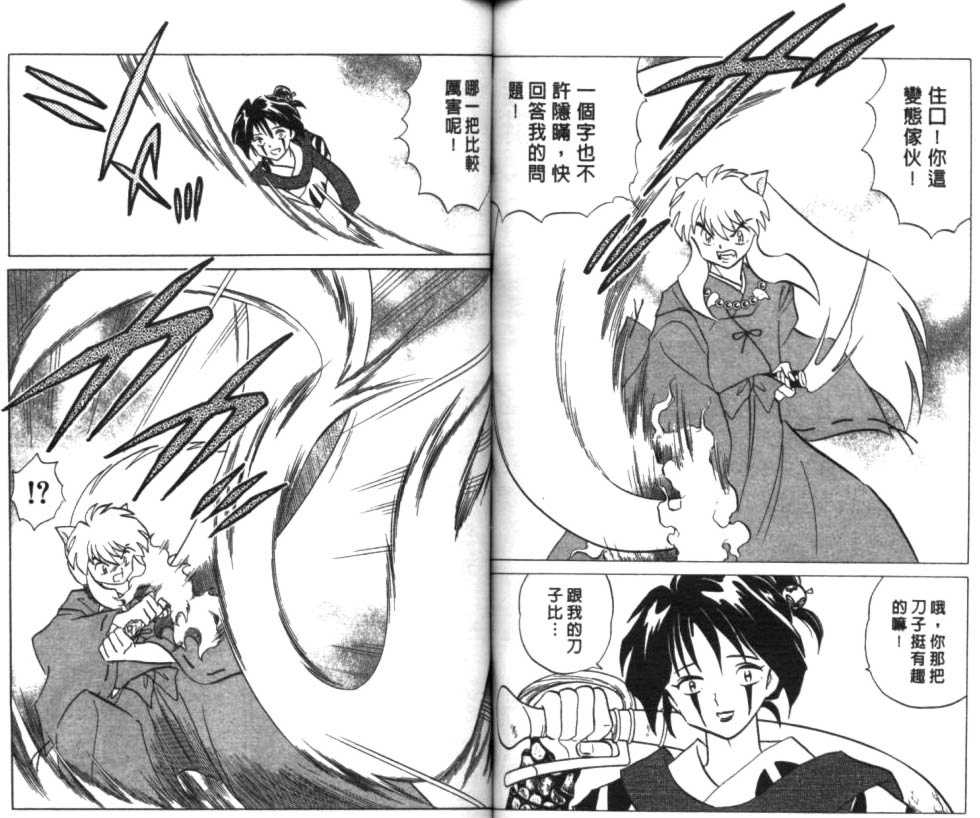 住口！你這
變態傢伙！
一個字也不
許隱瞞，快
回答我的問
題！
哦，你那把
刀子挺有趣
的嘛！
跟我的刀
子比…
哪一把比較
厲害呢！
!?